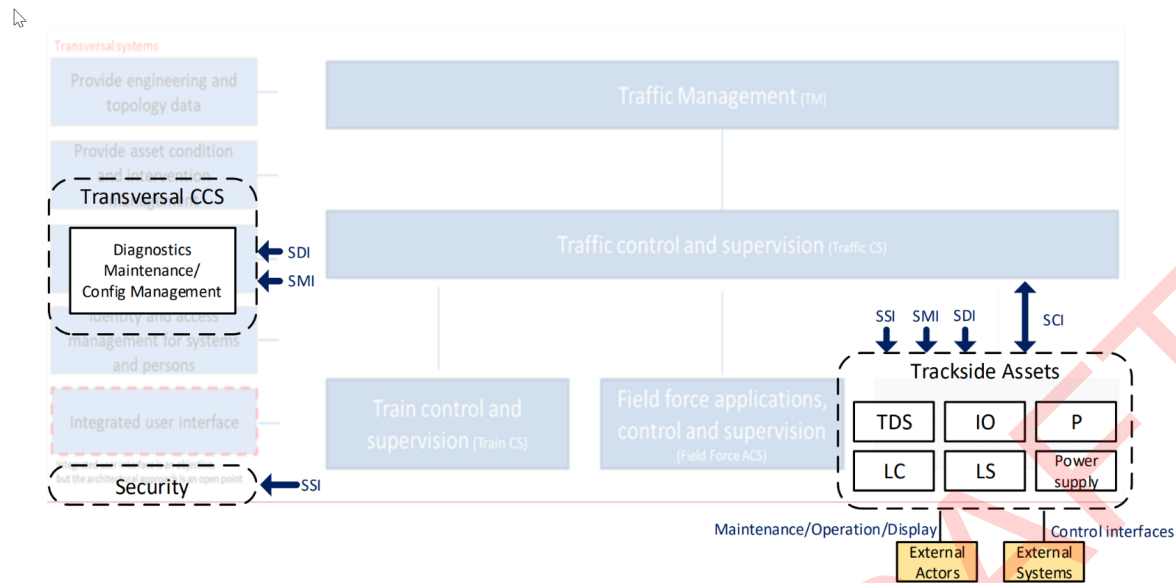 Transversal systems
Provide engineering and
topology data
Traffic Management (TM)
Provide asset condition
and intervention
management
Transversal CCS
Diagnostics
Maintenance/
Config Management
SDI
SMI
Traffic control and supervision (Traffic CS)
SSI
SMI
SDI
SCI
identity and access
management for systems
and persons
Integrated user interface
but the architectural approach is an open point
Security
SSI
Train control and
supervision (Train CS)
Field force applications,
control and supervision
(Field Force ACS)
Trackside Assets
TDS
IO
P
LC
LS
Power
supply
Maintenance/Operation/Display
Control interfaces
External
Actors
External
Systems